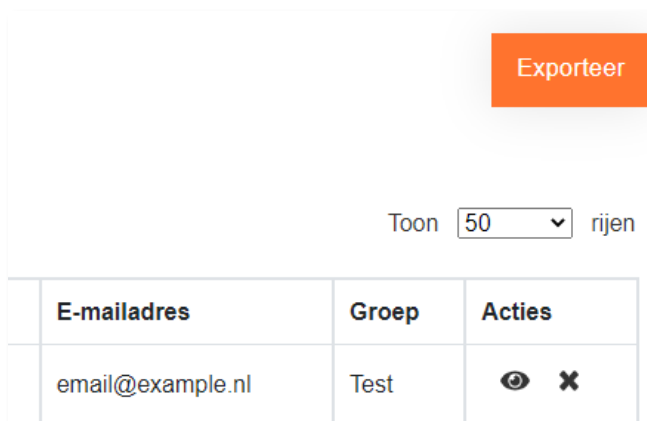 Exporteer
Toon 50 rijen
E-mailadres Groep Acties
email@example.nl Test